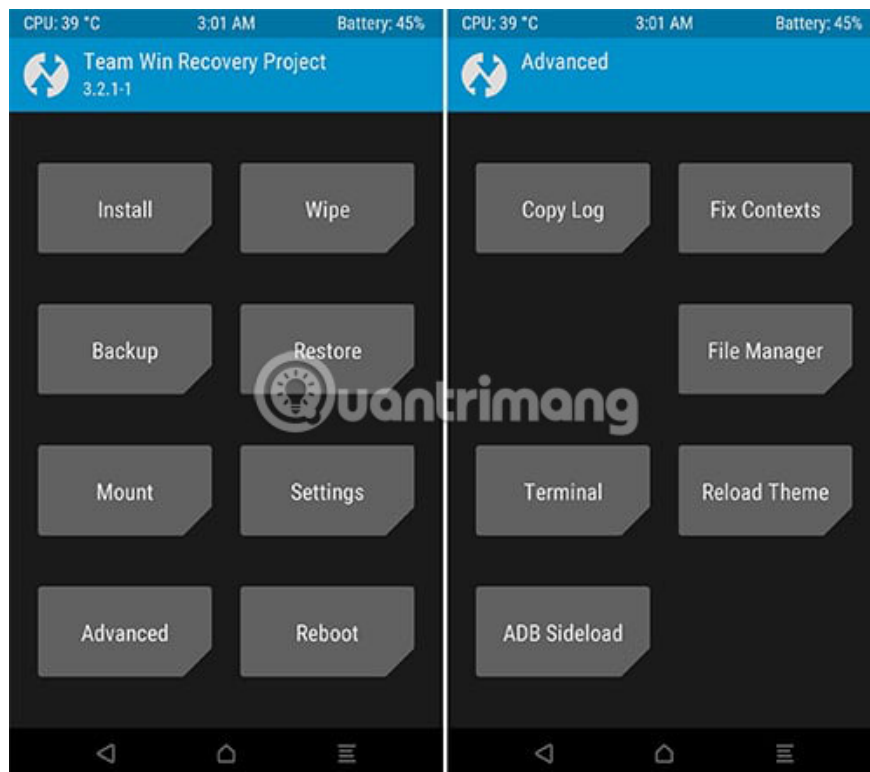 CPU: 39 °C 3:01 AM Battery: 45%
Team Win Recovery Project
3.2.1-1
Install Wipe
Backup Restore
Mount Settings
Advanced Reboot
CPU: 39 °C 3:01 AM Battery: 45%
Advanced
Copy Log Fix Contexts
File Manager
Terminal Reload Theme
ADB Sideload
Quantrimang